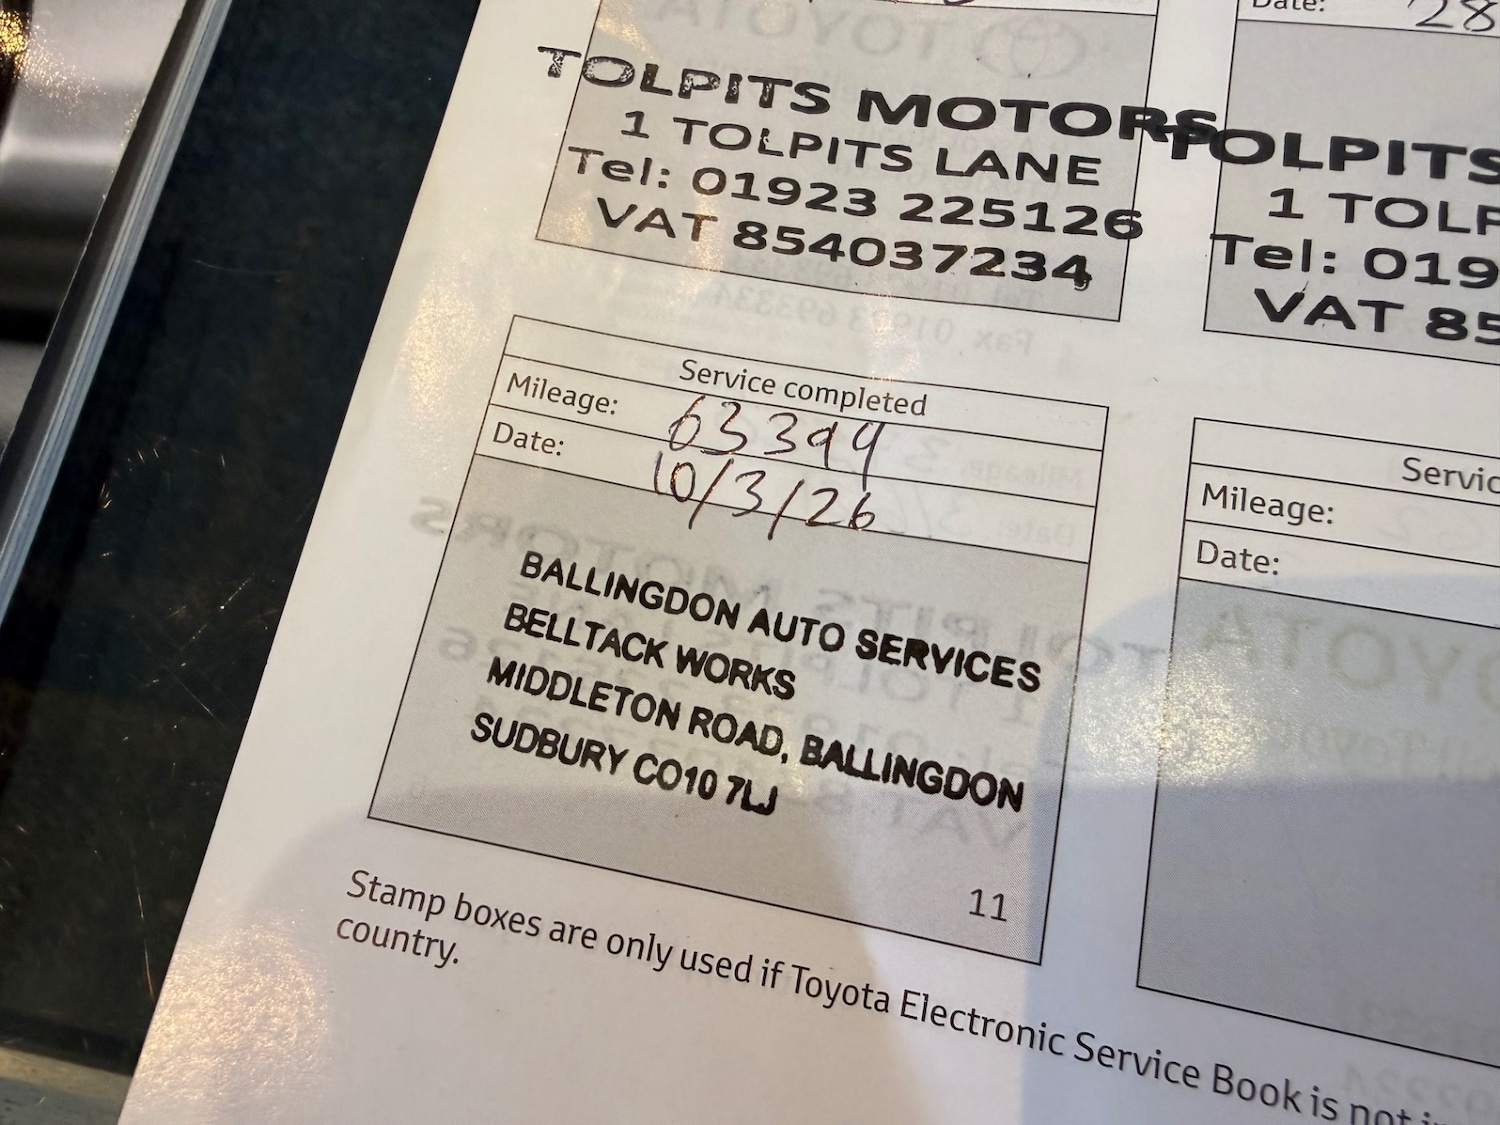 Date: 28
TOLPITS MOTORS
1 TOLPITS LANE
Tel: 01923 225126
VAT 854037234
TOLPITS
1 TOLP
Tel: 019
VAT 85
Service completed
Mileage: 63399
Date: 10/3/26
BALLINGDON AUTO SERVICES
BELLTACK WORKS
MIDDLETON ROAD, BALLINGDON
SUDBURY CO10 7LJ
11
Servic
Mileage:
Date:
Stamp boxes are only used if Toyota Electronic Service Book is not
country.